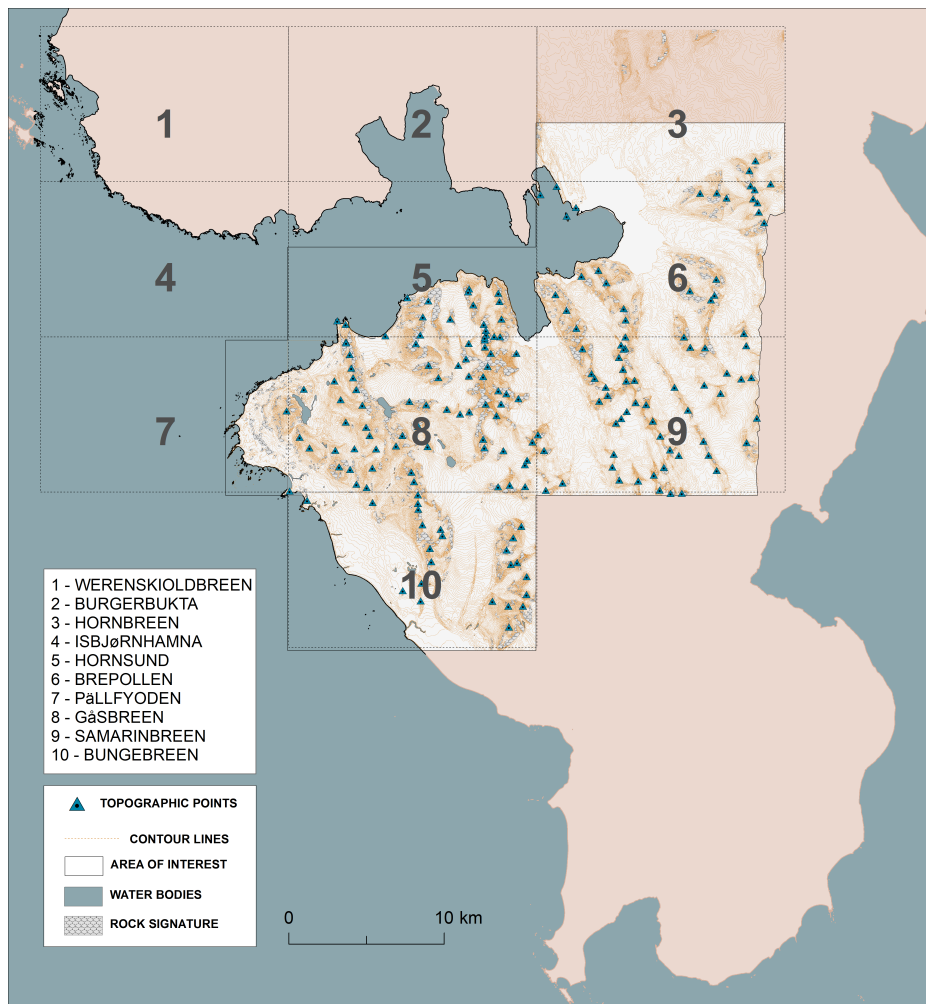 1
2
3
4
5
6
7
8
9
10
1 - WERENSKIOLDBREEN
2 - BURGERBUKTA
3 - HORNBREEN
4 - ISBJøRNHAMNA
5 - HORNSUND
6 - BREPOLLEN
7 - PäLLFYODEN
8 - GåSBREEN
9 - SAMARINBREEN
10 - BUNGEBREEN
TOPOGRAPHIC POINTS
CONTOUR LINES
AREA OF INTEREST
WATER BODIES
ROCK SIGNATURE
0 10 km